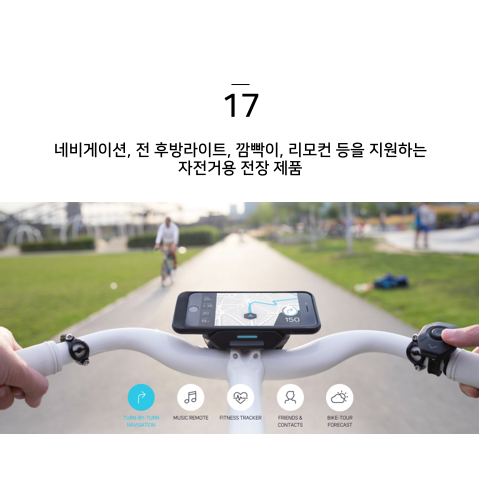 17
네비게이션, 전 후방라이트, 깜빡이, 리모컨 등을 지원하는
자전거용 전장 제품
150
TURN-BY-TURN
NAVIGATION
MUSIC REMOTE
FITNESS TRACKER
FRIENDS &
CONTACTS
BIKE-TOUR
FORECAST